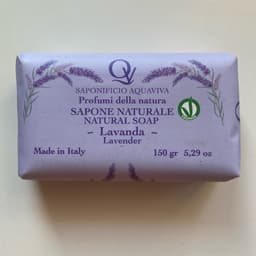 SAPONIFICIO AQUAVIVA
Profumi della natura
SAPONE NATURALE
NATURAL SOAP
~ Lavanda ~
Lavender
Made in Italy 150 gr 5,29 oz